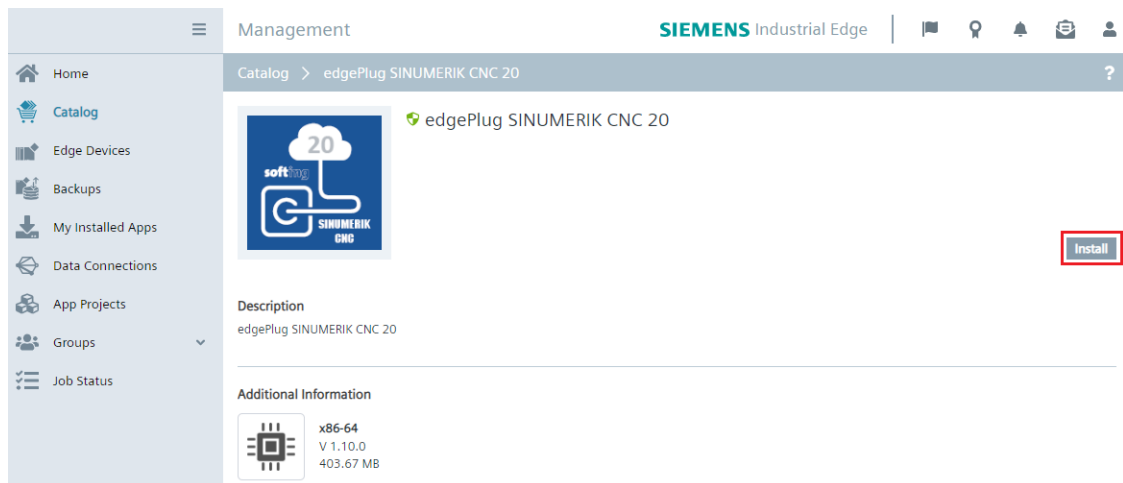 Management
SIEMENS Industrial Edge
Home
Catalog
Edge Devices
Backups
My Installed Apps
Data Connections
App Projects
Groups
Job Status
Catalog > edgePlug SINUMERIK CNC 20
?
20
softing
C
SINUMERIK
CNC
edgePlug SINUMERIK CNC 20
Install
Description
edgePlug SINUMERIK CNC 20
Additional Information
x86-64
V 1.10.0
403.67 MB